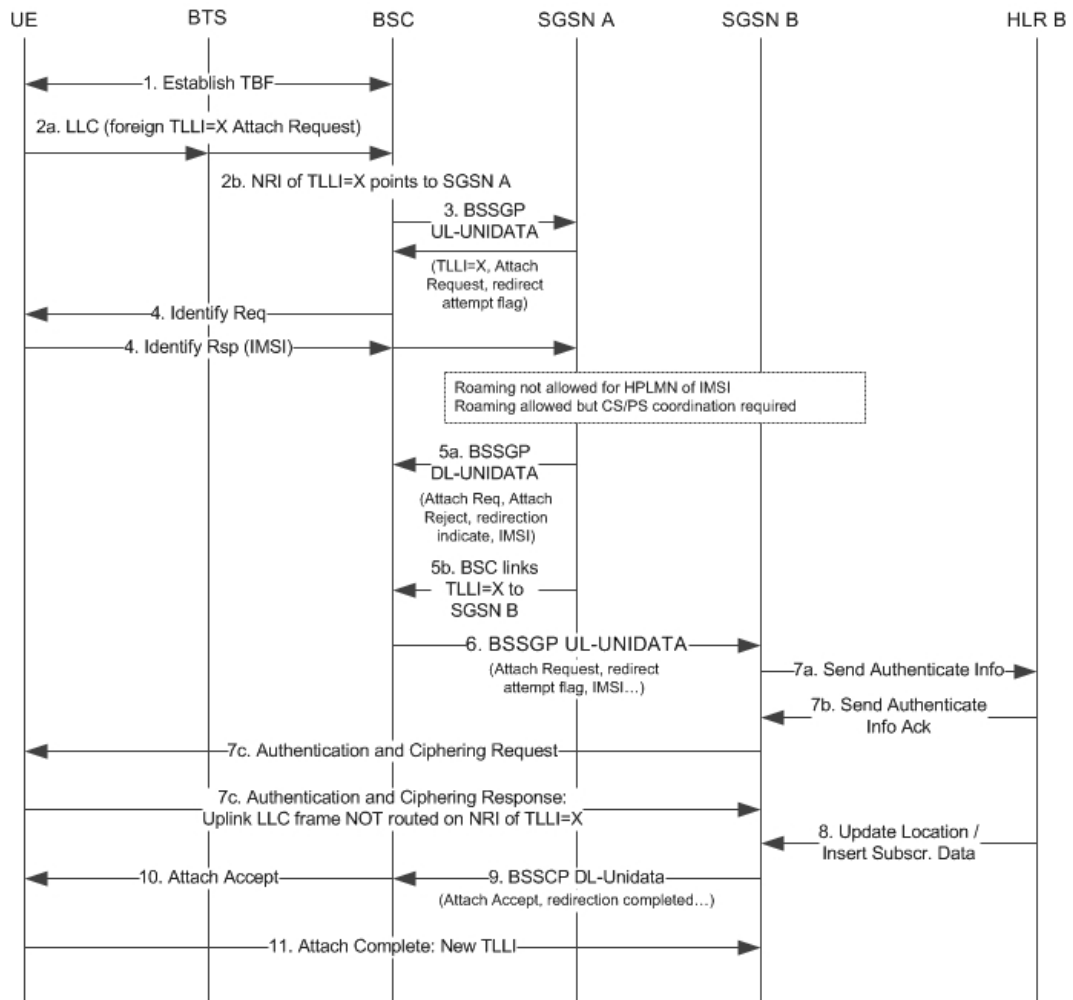 UE
BTS
BSC
SGSN A
SGSN B
HLR B
1. Establish TBF
2a. LLC (foreign TLLI=X Attach Request)
2b. NRI of TLLI=X points to SGSN A
3. BSSGP
UL-UNIDATA
(TLLI=X, Attach
Request, redirect
attempt flag)
4. Identify Req
4. Identify Rsp (IMSI)
Roaming not allowed for HPLMN of IMSI
Roaming allowed but CS/PS coordination required
5a. BSSGP
DL-UNIDATA
(Attach Req, Attach
Reject, redirection
indicate, IMSI)
5b. BSC links
TLLI=X to
SGSN B
6. BSSGP UL-UNIDATA
(Attach Request, redirect
attempt flag, IMSI...)
7a. Send Authenticate Info
7b. Send Authenticate
Info Ack
7c. Authentication and Ciphering Request
7c. Authentication and Ciphering Response:
Uplink LLC frame NOT routed on NRI of TLLI=X
8. Update Location /
Insert Subscr. Data
10. Attach Accept
9. BSSCP DL-Unidata
(Attach Accept, redirection completed...)
11. Attach Complete: New TLLI